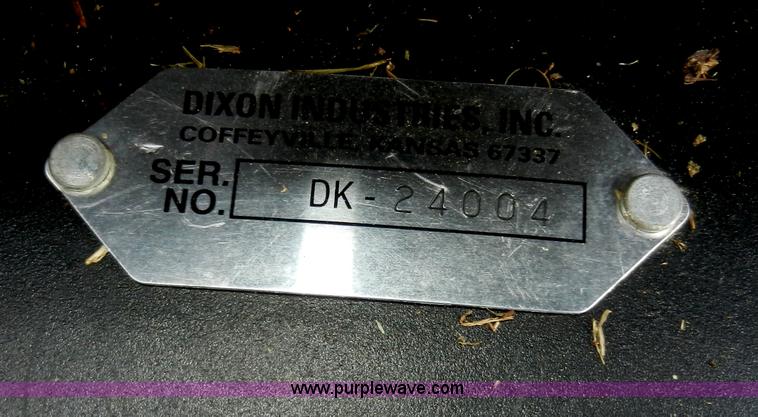 DIXON INDUSTRIES, INC.
COFFEYVILLE, KANSAS 67337
SER. NO. DK-24004
www.purplewave.com